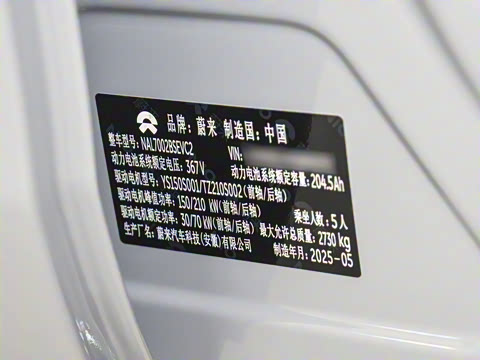 品牌：蔚来 制造国：中国
整车型号：NAL7002BSEVC2 VIN:
动力电池系统额定电压：367V 动力电池系统额定容量：204.5Ah
驱动电机型号：YS150S001/TZ210S002（前轴/后轴）
驱动电机峰值功率：150/210 kW（前轴/后轴） 乘坐人数：5人
驱动电机额定功率：30/70 kW（前轴/后轴） 最大允许总质量：2730kg
生产厂名：蔚来汽车科技（安徽）有限公司 制造年月：2025-05